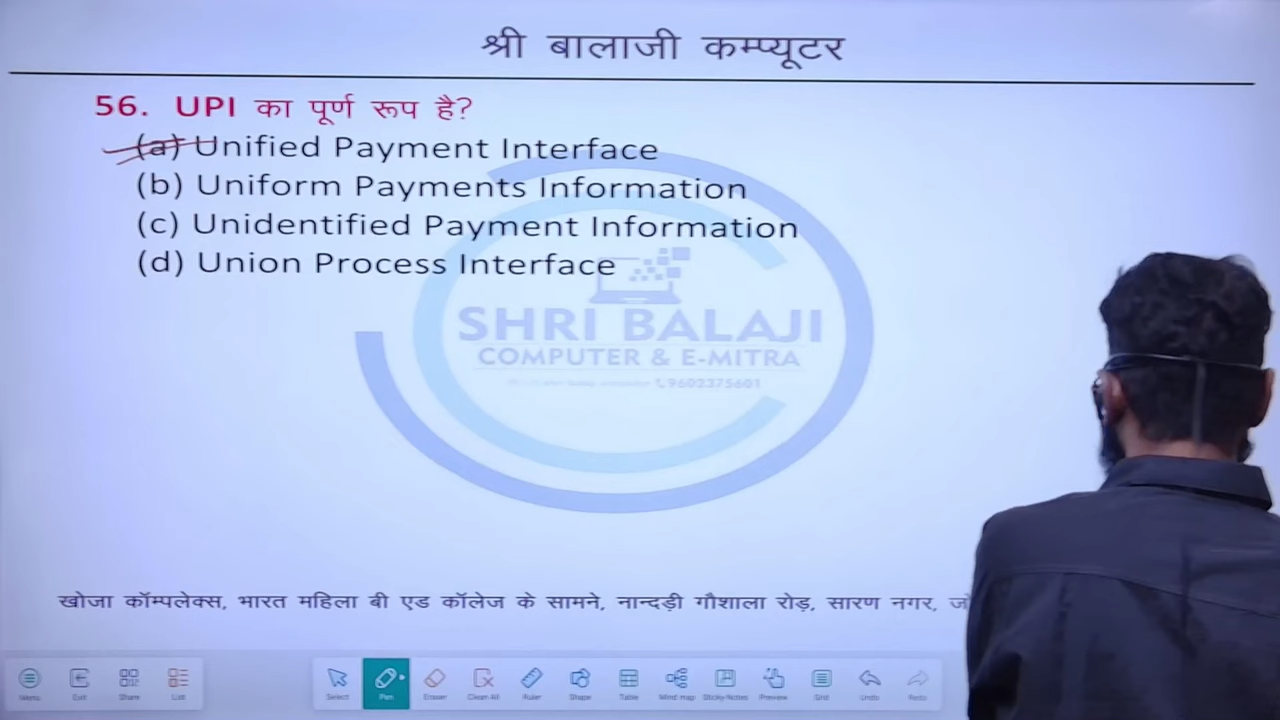 श्री बालाजी कम्प्यूटर
56. UPI का पूर्ण रूप है?
(a) Unified Payment Interface
(b) Uniform Payments Information
(c) Unidentified Payment Information
(d) Union Process Interface
SHRI BALAJI
COMPUTER & E-MITRA
9602375601
खोजा कॉम्पलेक्स, भारत महिला बी एड कॉलेज के सामने, नान्दड़ी गौशाला रोड़, सारण नगर,
Menu Exit Share List Select Pen Eraser Clean All Ruler Shape Table Mind map Sticky-Notes Preview Grid Undo Redo